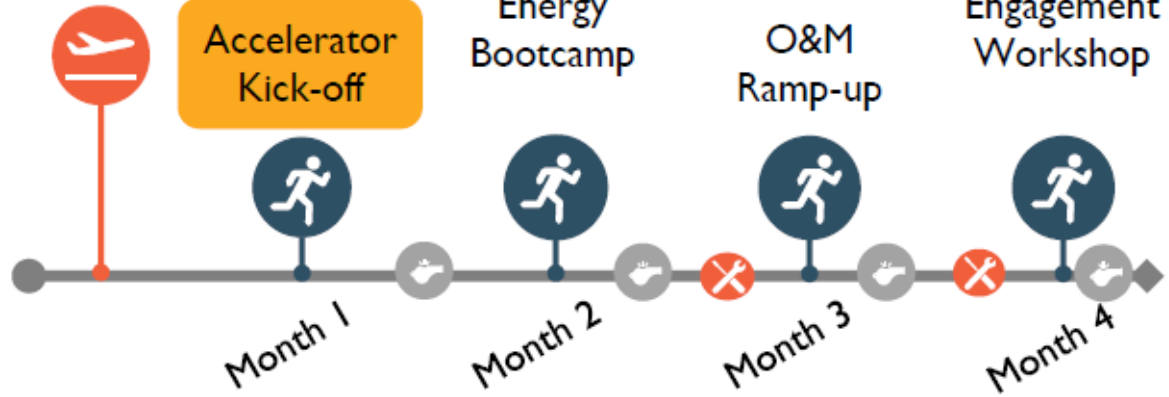 Accelerator
Kick-off
Energy
Bootcamp
O&M
Ramp-up
Engagement
Workshop
Month 1
Month 2
Month 3
Month 4